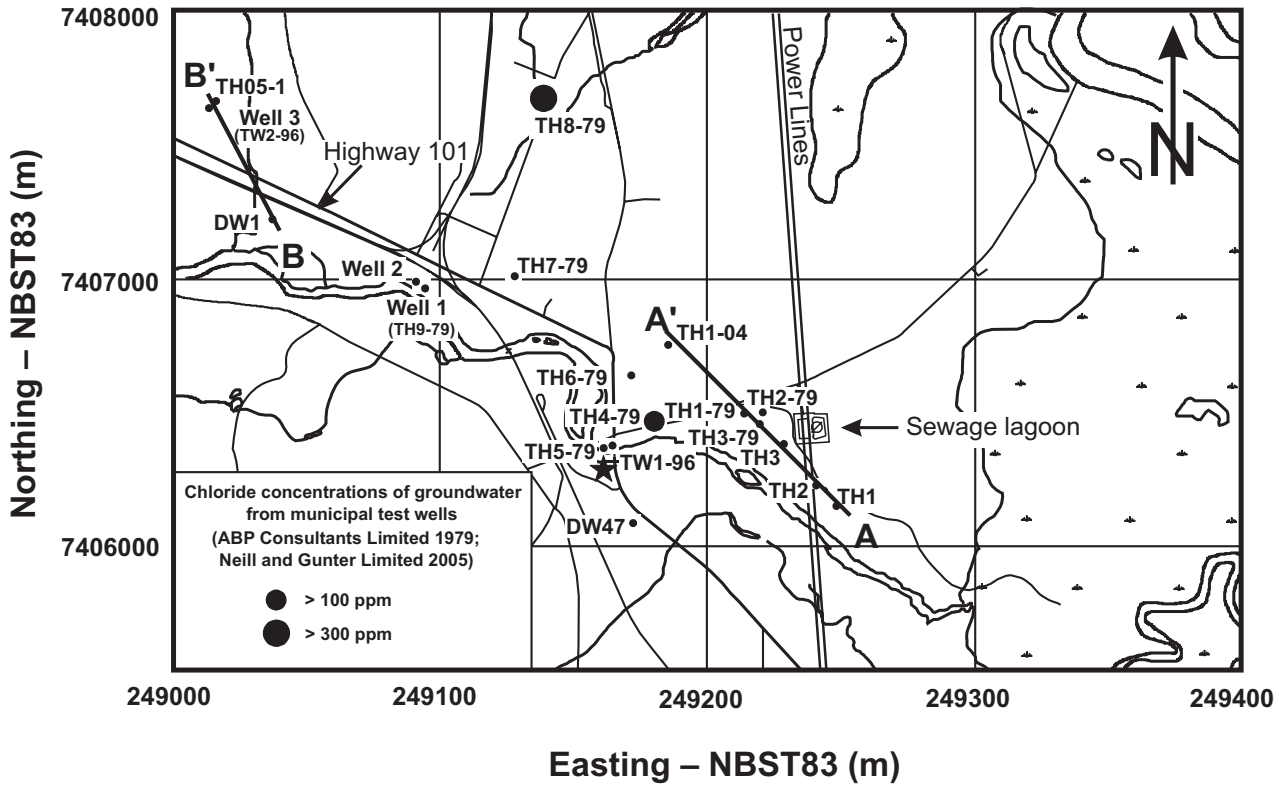 7408000
7407000
7406000
Northing – NBST83 (m)
B'
TH05-1
Well 3
(TW2-96)
Highway 101
TH8-79
Power Lines
N
DW1
B
Well 2
TH7-79
Well 1
(TH9-79)
A'
TH1-04
TH6-79
TH4-79
TH1-79
TH2-79
TH3-79
Sewage lagoon
TH5-79
TW1-96
TH3
TH2
TH1
DW47
A
Chloride concentrations of groundwater
from municipal test wells
(ABP Consultants Limited 1979;
Neill and Gunter Limited 2005)
> 100 ppm
> 300 ppm
249000
249100
249200
249300
249400
Easting – NBST83 (m)